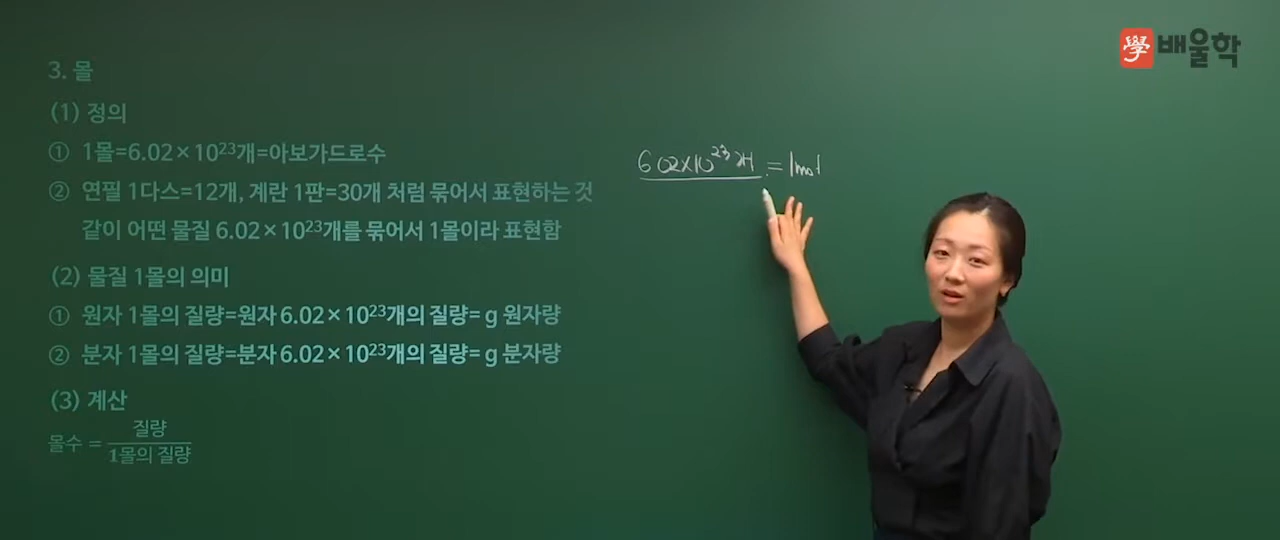 學 배울학
3. 몰
(1) 정의
① 1몰=6.02×10²³개=아보가드로수
② 연필 1다스=12개, 계란 1판=30개 처럼 묶어서 표현하는 것
같이 어떤 물질 6.02×10²³개를 묶어서 1몰이라 표현함
(2) 물질 1몰의 의미
① 원자 1몰의 질량=원자 6.02×10²³개의 질량= g 원자량
② 분자 1몰의 질량=분자 6.02×10²³개의 질량= g 분자량
(3) 계산
몰수 = 질량
1몰의 질량
6.02×10²³개 = 1mol